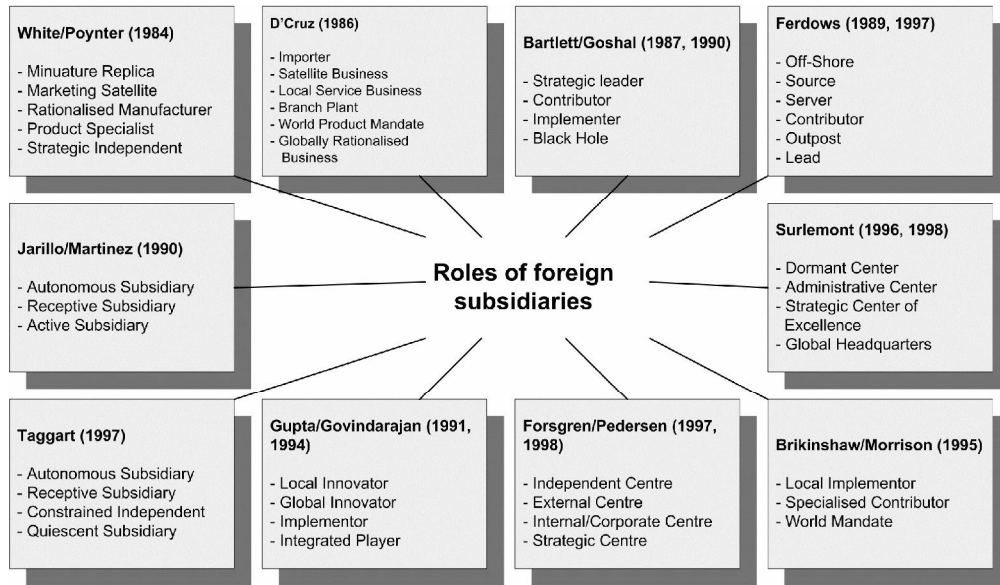 White/Poynter (1984)
- Minuature Replica
- Marketing Satellite
- Rationalised Manufacturer
- Product Specialist
- Strategic Independent
D'Cruz (1986)
- Importer
- Satellite Business
- Local Service Business
- Branch Plant
- World Product Mandate
- Globally Rationalised
Business
Bartlett/Goshal (1987, 1990)
- Strategic leader
- Contributor
- Implementer
- Black Hole
Ferdows (1989, 1997)
- Off-Shore
- Source
- Server
- Contributor
- Outpost
- Lead
Jarillo/Martinez (1990)
- Autonomous Subsidiary
- Receptive Subsidiary
- Active Subsidiary
Roles of foreign
subsidiaries
Surlemont (1996, 1998)
- Dormant Center
- Administrative Center
- Strategic Center of
Excellence
- Global Headquarters
Taggart (1997)
- Autonomous Subsidiary
- Receptive Subsidiary
- Constrained Independent
- Quiescent Subsidiary
Gupta/Govindarajan (1991,
1994)
- Local Innovator
- Global Innovator
- Implementor
- Integrated Player
Forsgren/Pedersen (1997,
1998)
- Independent Centre
- External Centre
- Internal/Corporate Centre
- Strategic Centre
Brikinshaw/Morrison (1995)
- Local Implementor
- Specialised Contributor
- World Mandate